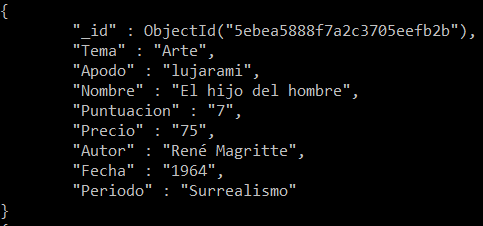 {
"_id" : ObjectId("5ebea5888f7a2c3705eefb2b"),
"Tema" : "Arte",
"Apodo" : "lujarami",
"Nombre" : "El hijo del hombre",
"Puntuacion" : "7",
"Precio" : "75",
"Autor" : "René Magritte",
"Fecha" : "1964",
"Periodo" : "Surrealismo"
}